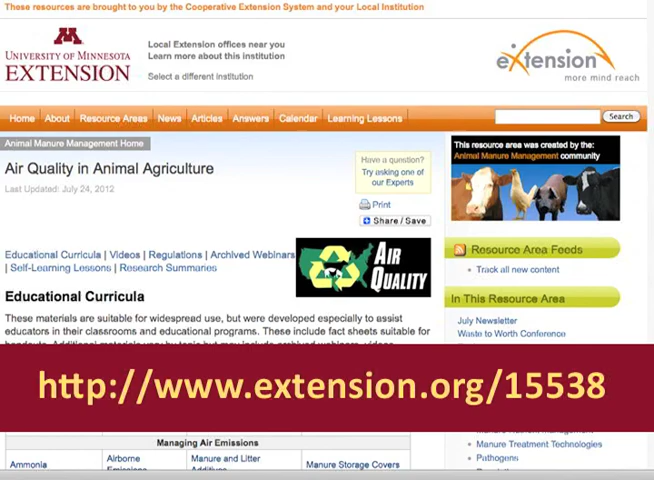 These resources are brought to you by the Cooperative Extension System and your Local Institution
UNIVERSITY OF MINNESOTA
EXTENSION
Local Extension offices near you
Learn more about this institution
Select a different institution
eXtension
more mind reach
Home | About | Resource Areas | News | Articles | Answers | Calendar | Learning Lessons
Search
Animal Manure Management Home
Air Quality in Animal Agriculture
Last Updated: July 24, 2012
Have a question?
Try asking one of
our Experts
Print
Share / Save
Educational Curricula | Videos | Regulations | Archived Webinars
| Self-Learning Lessons | Research Summaries
AIR
QUALITY
Educational Curricula
These materials are suitable for widespread use, but were developed especially to assist
educators in their classrooms and educational programs. These include fact sheets suitable for
This resource area was created by the:
Animal Manure Management community
Resource Area Feeds
Track all new content
In This Resource Area
July Newsletter
Waste to Worth Conference
http://www.extension.org/15538
Managing Air Emissions
Ammonia
Airborne
Emissions
Manure and Litter
Additives
Manure Storage Covers
Manure Treatment Technologies
Pathogens